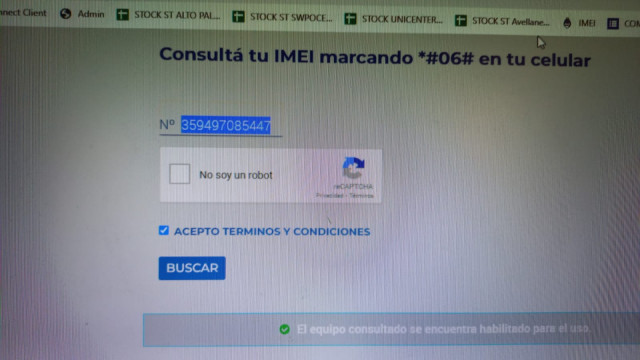 nnect Client Admin STOCK ST ALTO PAL... STOCK ST SWPOCE... STOCK UNICENTER... STOCK ST Avellane... IMEI COM
Consultá tu IMEI marcando *#06# en tu celular
Nº 359497085447
No soy un robot
reCAPTCHA
Privacidad - Términos
ACEPTO TERMINOS Y CONDICIONES
BUSCAR
El equipo consultado se encuentra habilitado para el uso.